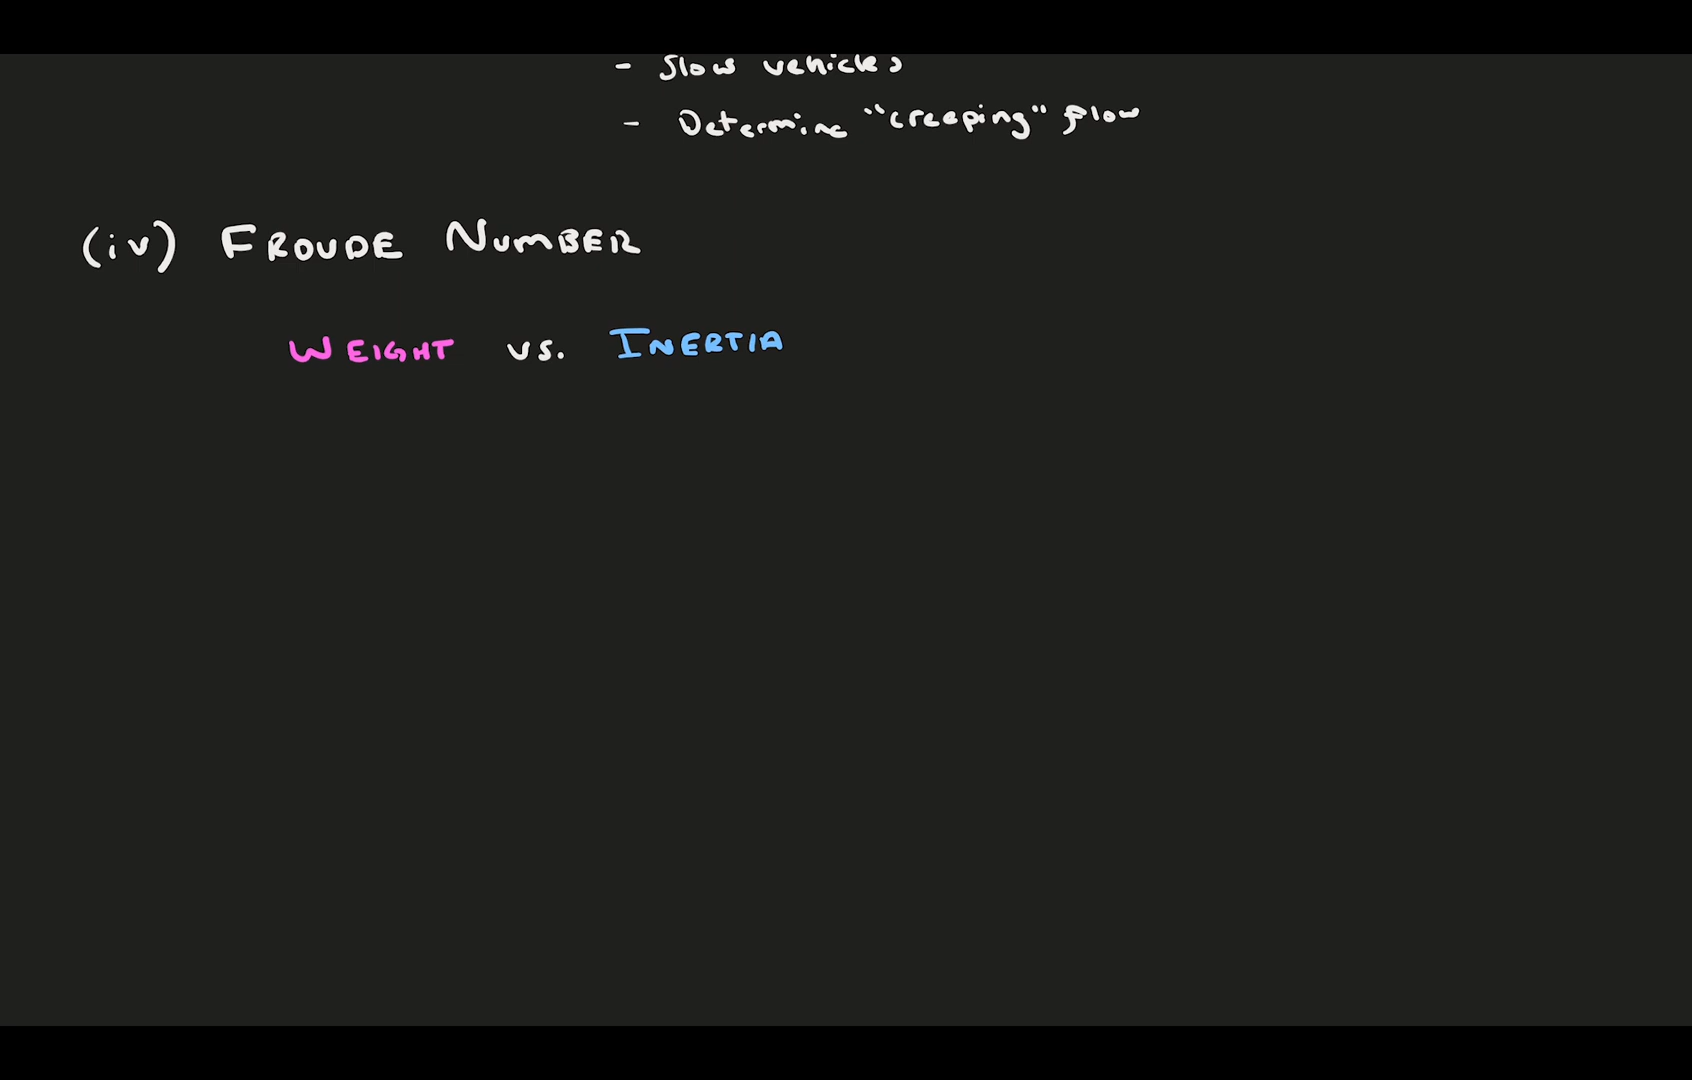 - Slow vehicles
- Determine "creeping" flow
(iv) FROUDE NUMBER
WEIGHT vs. INERTIA